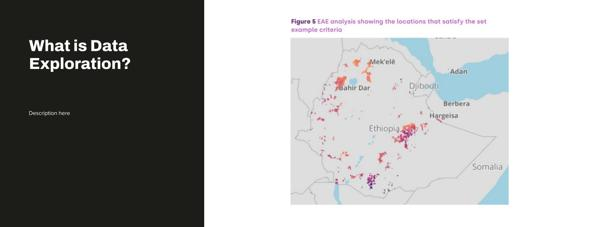 What is Data
Exploration?
Description here
Figure 5 EAE analysis showing the locations that satisfy the set
example criteria
Mek'elē
Adan
Bahir Dar
Djibouti
Berbera
Hargeisa
Ethiopia
Somalia